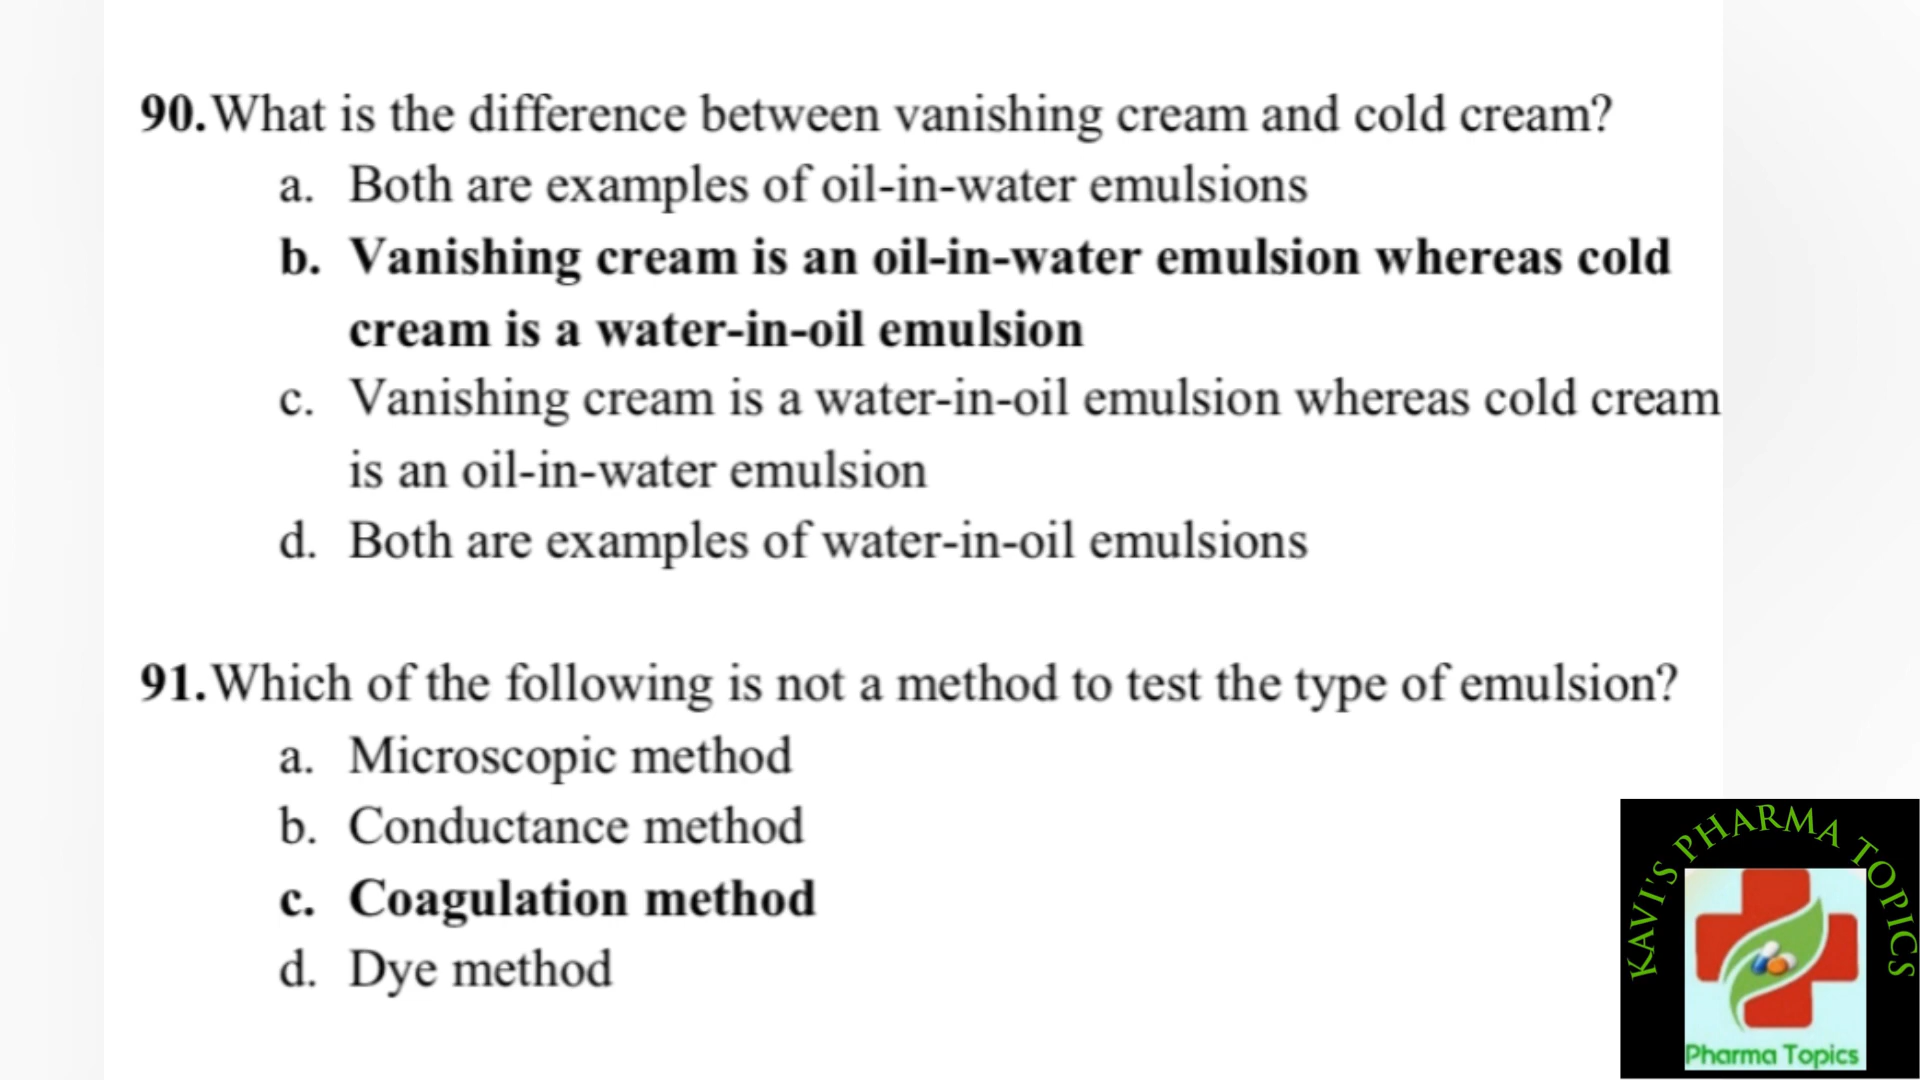 90.What is the difference between vanishing cream and cold cream?
a. Both are examples of oil-in-water emulsions
b. Vanishing cream is an oil-in-water emulsion whereas cold
cream is a water-in-oil emulsion
c. Vanishing cream is a water-in-oil emulsion whereas cold cream
is an oil-in-water emulsion
d. Both are examples of water-in-oil emulsions
91.Which of the following is not a method to test the type of emulsion?
a. Microscopic method
b. Conductance method
c. Coagulation method
d. Dye method
KAVI'S PHARMA TOPICS
Pharma Topics